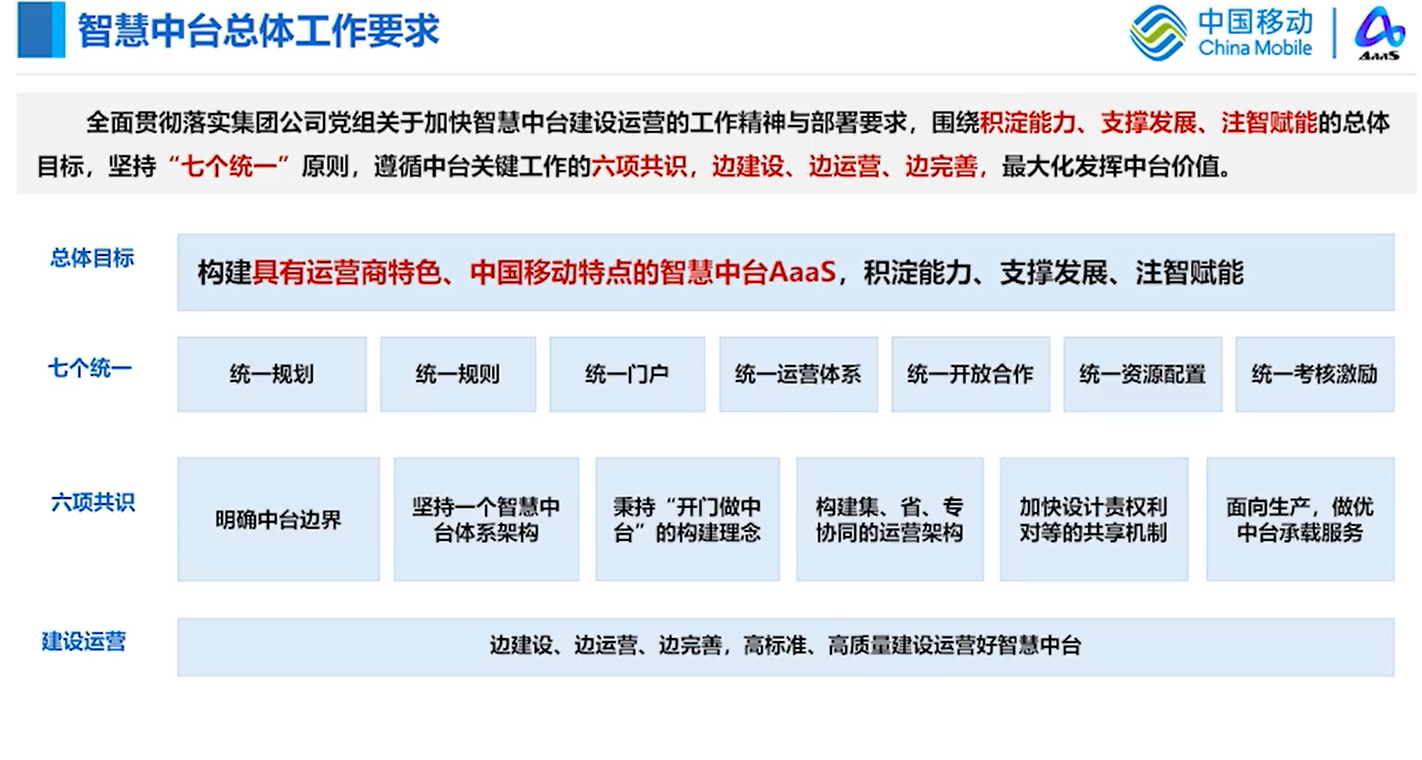 智慧中台总体工作要求
中国移动
China Mobile
AaaS
全面贯彻落实集团公司党组关于加快智慧中台建设运营的工作精神与部署要求，围绕积淀能力、支撑发展、注智赋能的总体
目标，坚持“七个统一”原则，遵循中台关键工作的六项共识，边建设、边运营、边完善，最大化发挥中台价值。
总体目标
构建具有运营商特色、中国移动特点的智慧中台AaaS，积淀能力、支撑发展、注智赋能
七个统一
统一规划
统一规则
统一门户
统一运营体系
统一开放合作
统一资源配置
统一考核激励
六项共识
明确中台边界
坚持一个智慧中
台体系架构
秉持“开门做中
台”的构建理念
构建集、省、专
协同的运营架构
加快设计责权利
对等的共享机制
面向生产，做优
中台承载服务
建设运营
边建设、边运营、边完善，高标准、高质量建设运营好智慧中台